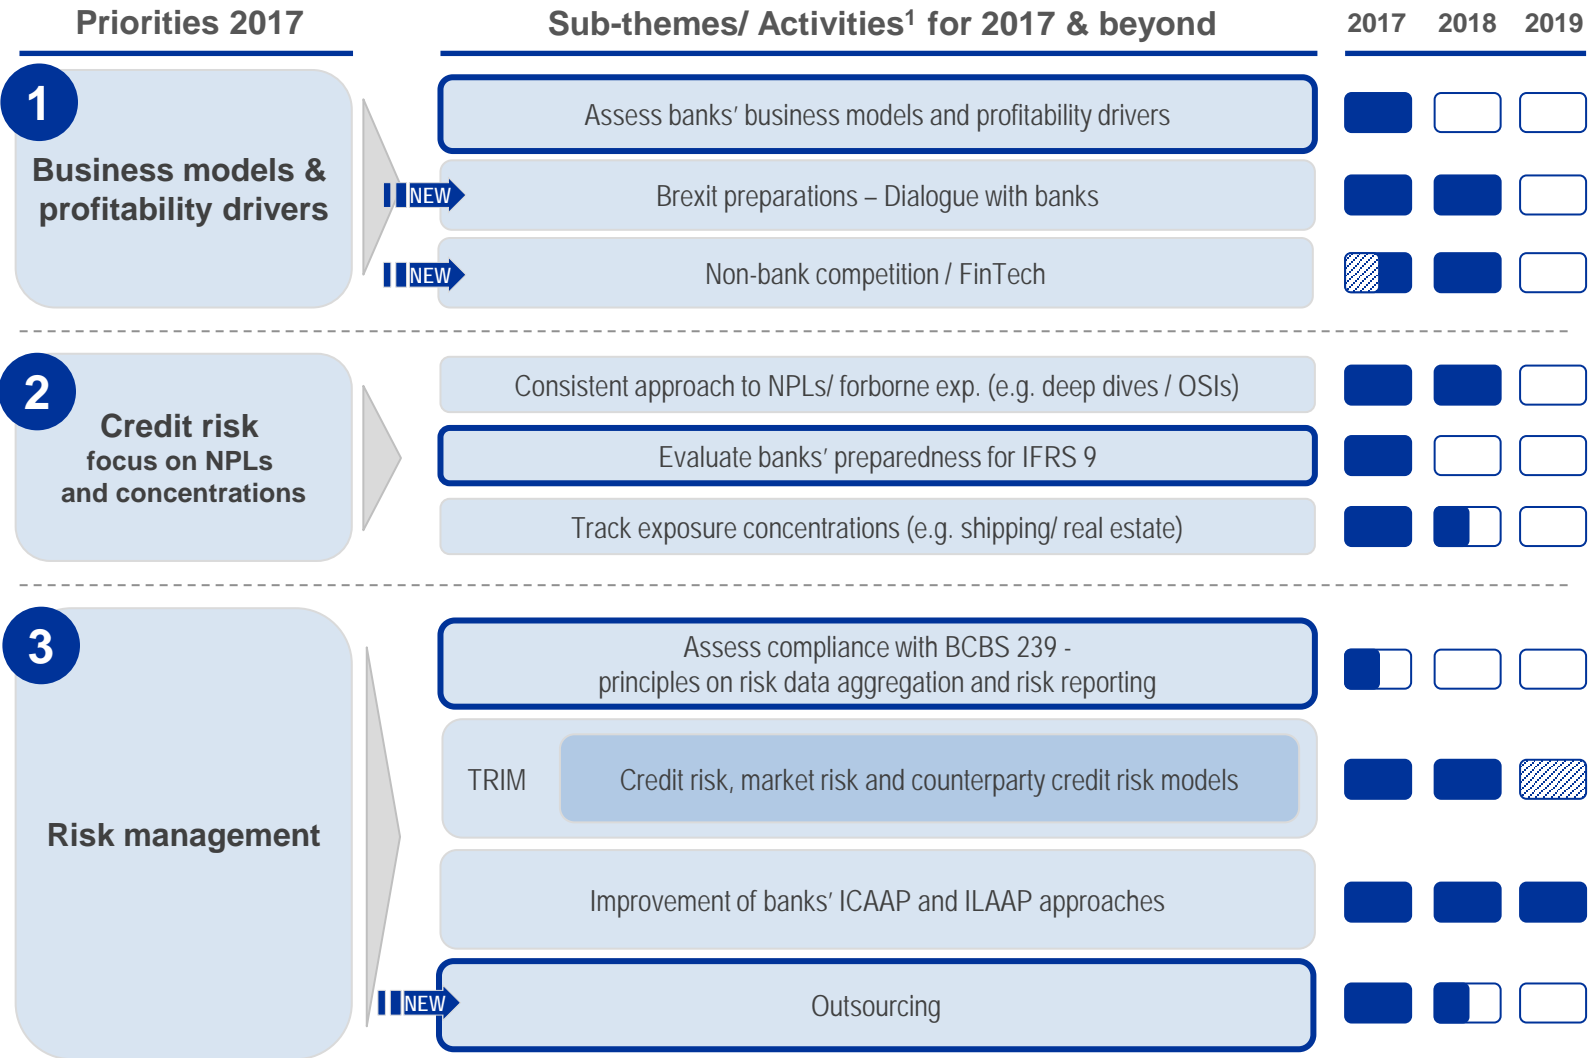 Priorities 2017
Sub-themes/ Activities¹ for 2017 & beyond
2017 2018 2019
1
Business models &
profitability drivers
Assess banks' business models and profitability drivers
NEW
Brexit preparations – Dialogue with banks
NEW
Non-bank competition / FinTech
2
Credit risk
focus on NPLs
and concentrations
Consistent approach to NPLs/ forborne exp. (e.g. deep dives / OSIs)
Evaluate banks' preparedness for IFRS 9
Track exposure concentrations (e.g. shipping/ real estate)
3
Risk management
Assess compliance with BCBS 239 -
principles on risk data aggregation and risk reporting
TRIM
Credit risk, market risk and counterparty credit risk models
Improvement of banks' ICAAP and ILAAP approaches
NEW
Outsourcing